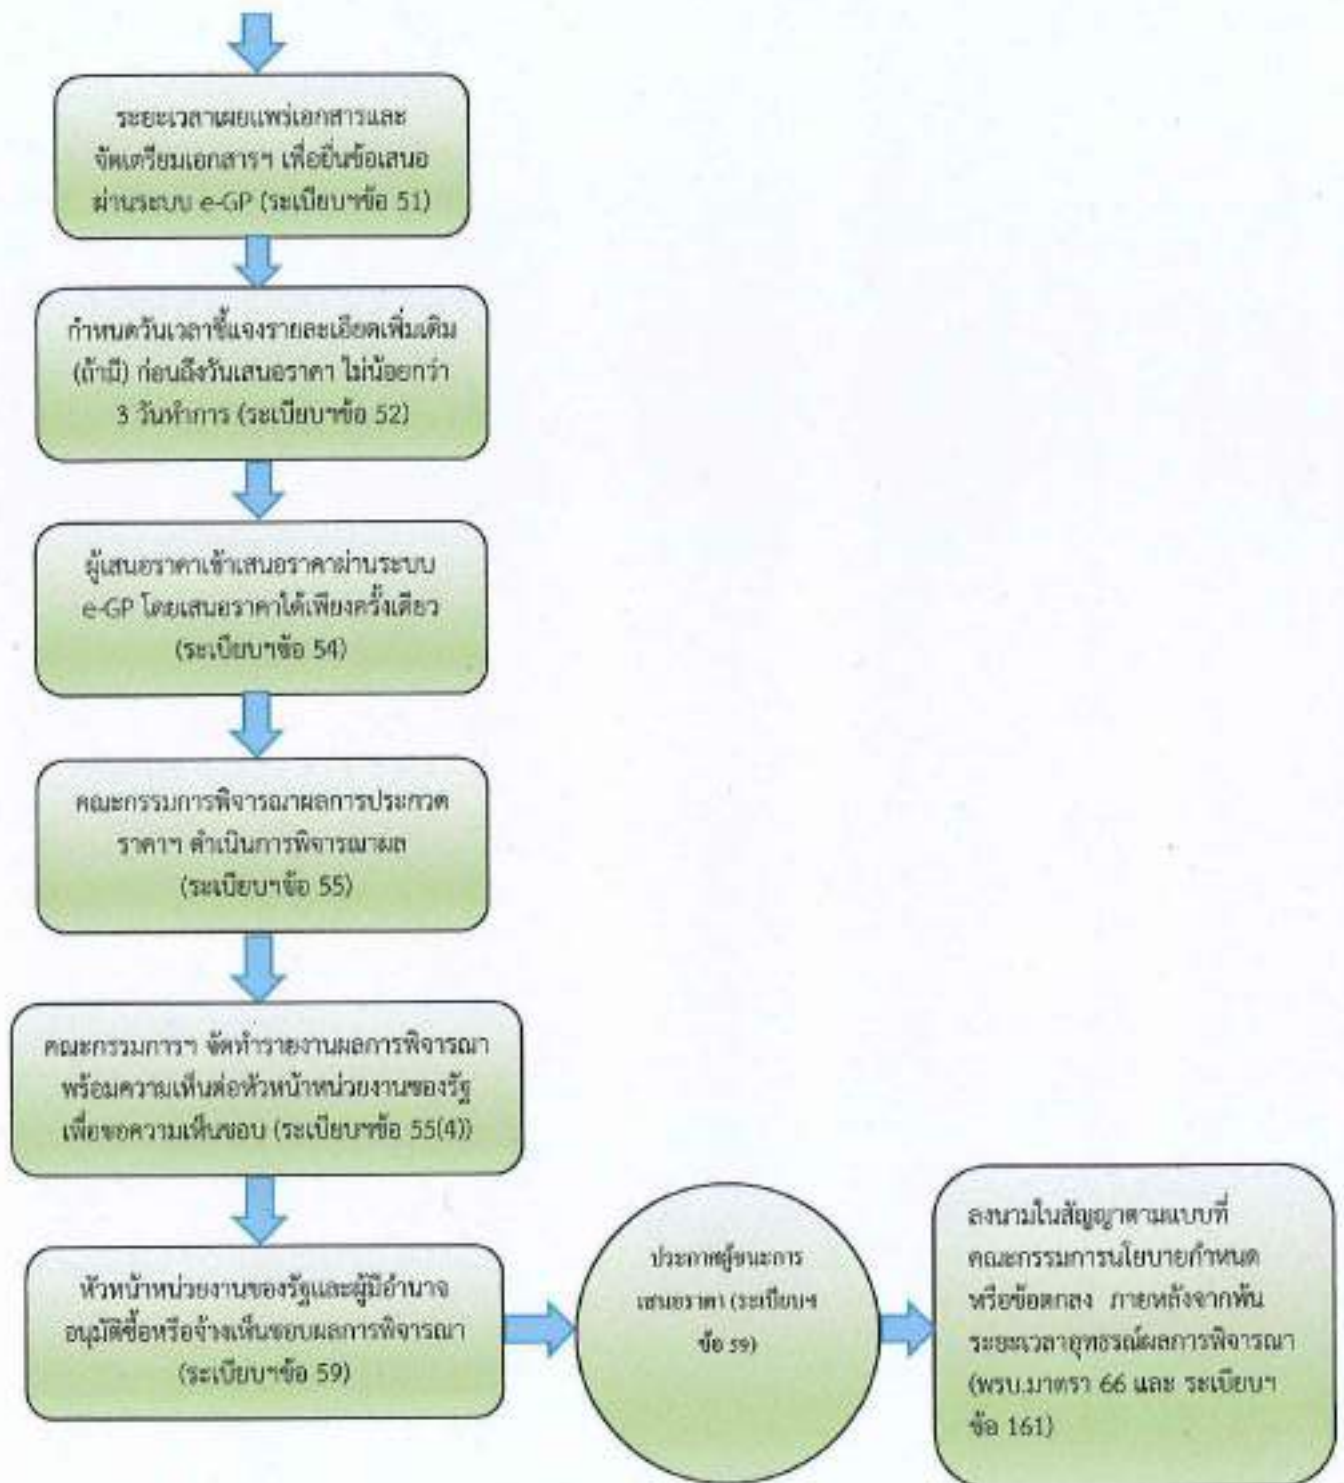 ระยะเวลาเผยแพร่เอกสารและ
จัดเตรียมเอกสารฯ เพื่อยื่นข้อเสนอ
ผ่านระบบ e-GP (ระเบียบฯข้อ 51)
กำหนดวันเวลาชี้แจงรายละเอียดเพิ่มเติม
(ถ้ามี) ก่อนถึงวันเสนอราคา ไม่น้อยกว่า
3 วันทำการ (ระเบียบฯข้อ 52)
ผู้เสนอราคาเข้าเสนอราคาผ่านระบบ
e-GP โดยเสนอราคาได้เพียงครั้งเดียว
(ระเบียบฯข้อ 54)
คณะกรรมการพิจารณาผลการประกวด
ราคาฯ ดำเนินการพิจารณาผล
(ระเบียบฯข้อ 55)
คณะกรรมการฯ จัดทำรายงานผลการพิจารณา
พร้อมความเห็นต่อหัวหน้าหน่วยงานของรัฐ
เพื่อขอความเห็นชอบ (ระเบียบฯข้อ 55(4))
หัวหน้าหน่วยงานของรัฐและผู้มีอำนาจ
อนุมัติซื้อหรือจ้างเห็นชอบผลการพิจารณา
(ระเบียบฯข้อ 59)
ประกาศผู้ชนะการ
เสนอราคา (ระเบียบฯ
ข้อ 59)
ลงนามในสัญญาตามแบบที่
คณะกรรมการนโยบายกำหนด
หรือข้อตกลง ภายหลังจากพ้น
ระยะเวลาอุทธรณ์ผลการพิจารณา
(พรบ.มาตรา 66 และ ระเบียบฯ
ข้อ 161)